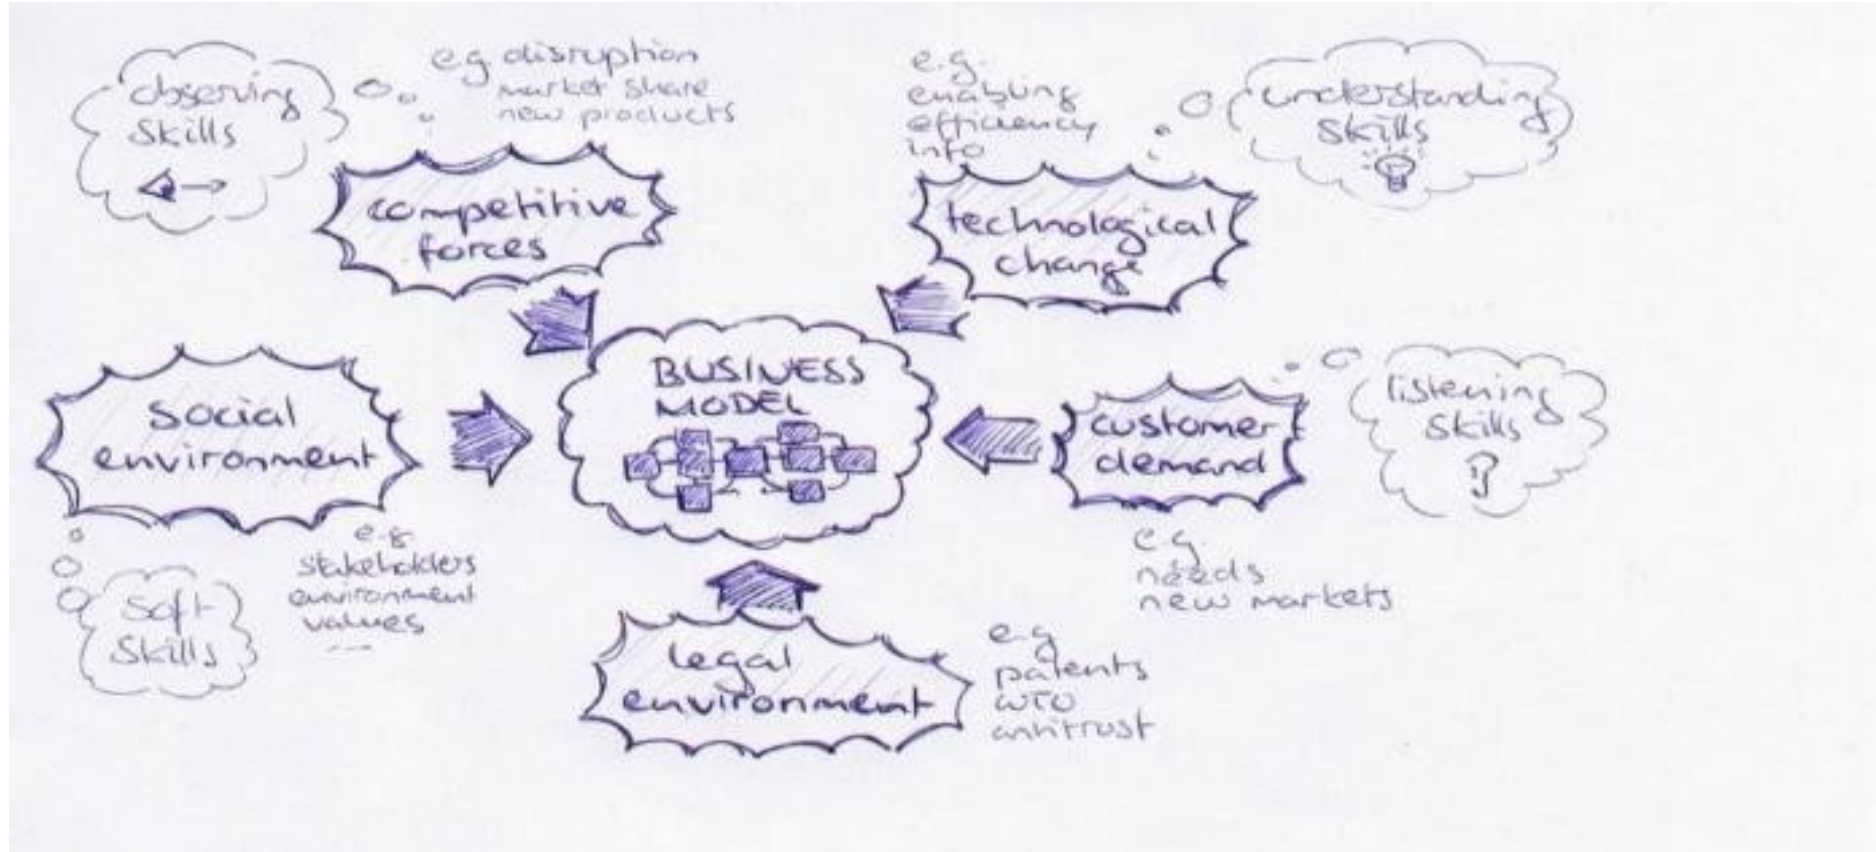 observing
skills
e.g. disruption
market share
new products
competitive
forces
e.g.
enabling
efficiency
info
understanding
skills
technological
change
social
environment
e.g.
stakeholders
environment
values
...
soft
skills
BUSINESS
MODEL
customer
demand
listening
skills
e.g.
needs
new markets
legal
environment
e.g
patents
WTO
antitrust